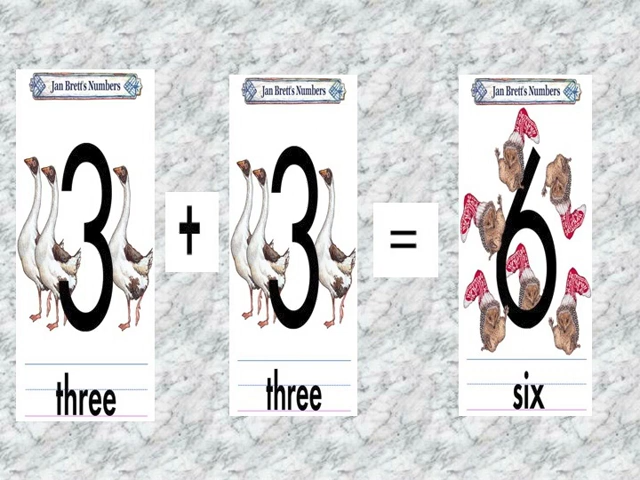 Jan Brett's Numbers
3
three
+
Jan Brett's Numbers
3
three
=
Jan Brett's Numbers
6
six